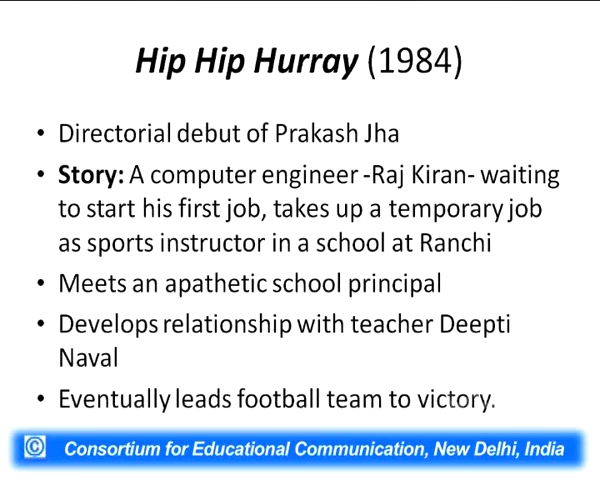 Hip Hip Hurray (1984)
• Directorial debut of Prakash Jha
• Story: A computer engineer -Raj Kiran- waiting
to start his first job, takes up a temporary job
as sports instructor in a school at Ranchi
• Meets an apathetic school principal
• Develops relationship with teacher Deepti
Naval
• Eventually leads football team to victory.
© Consortium for Educational Communication, New Delhi, India